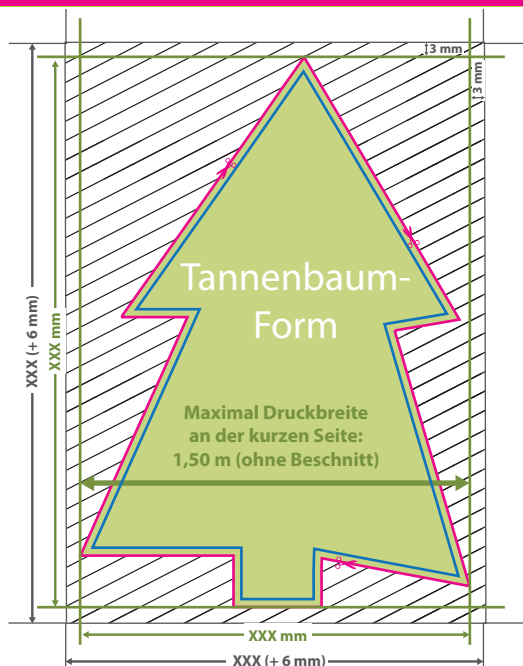 3 mm
3 mm
Tannenbaum-
Form
XXX (+ 6 mm)
XXX mm
Maximal Druckbreite
an der kurzen Seite:
1,50 m (ohne Beschnitt)
XXX mm
XXX (+ 6 mm)